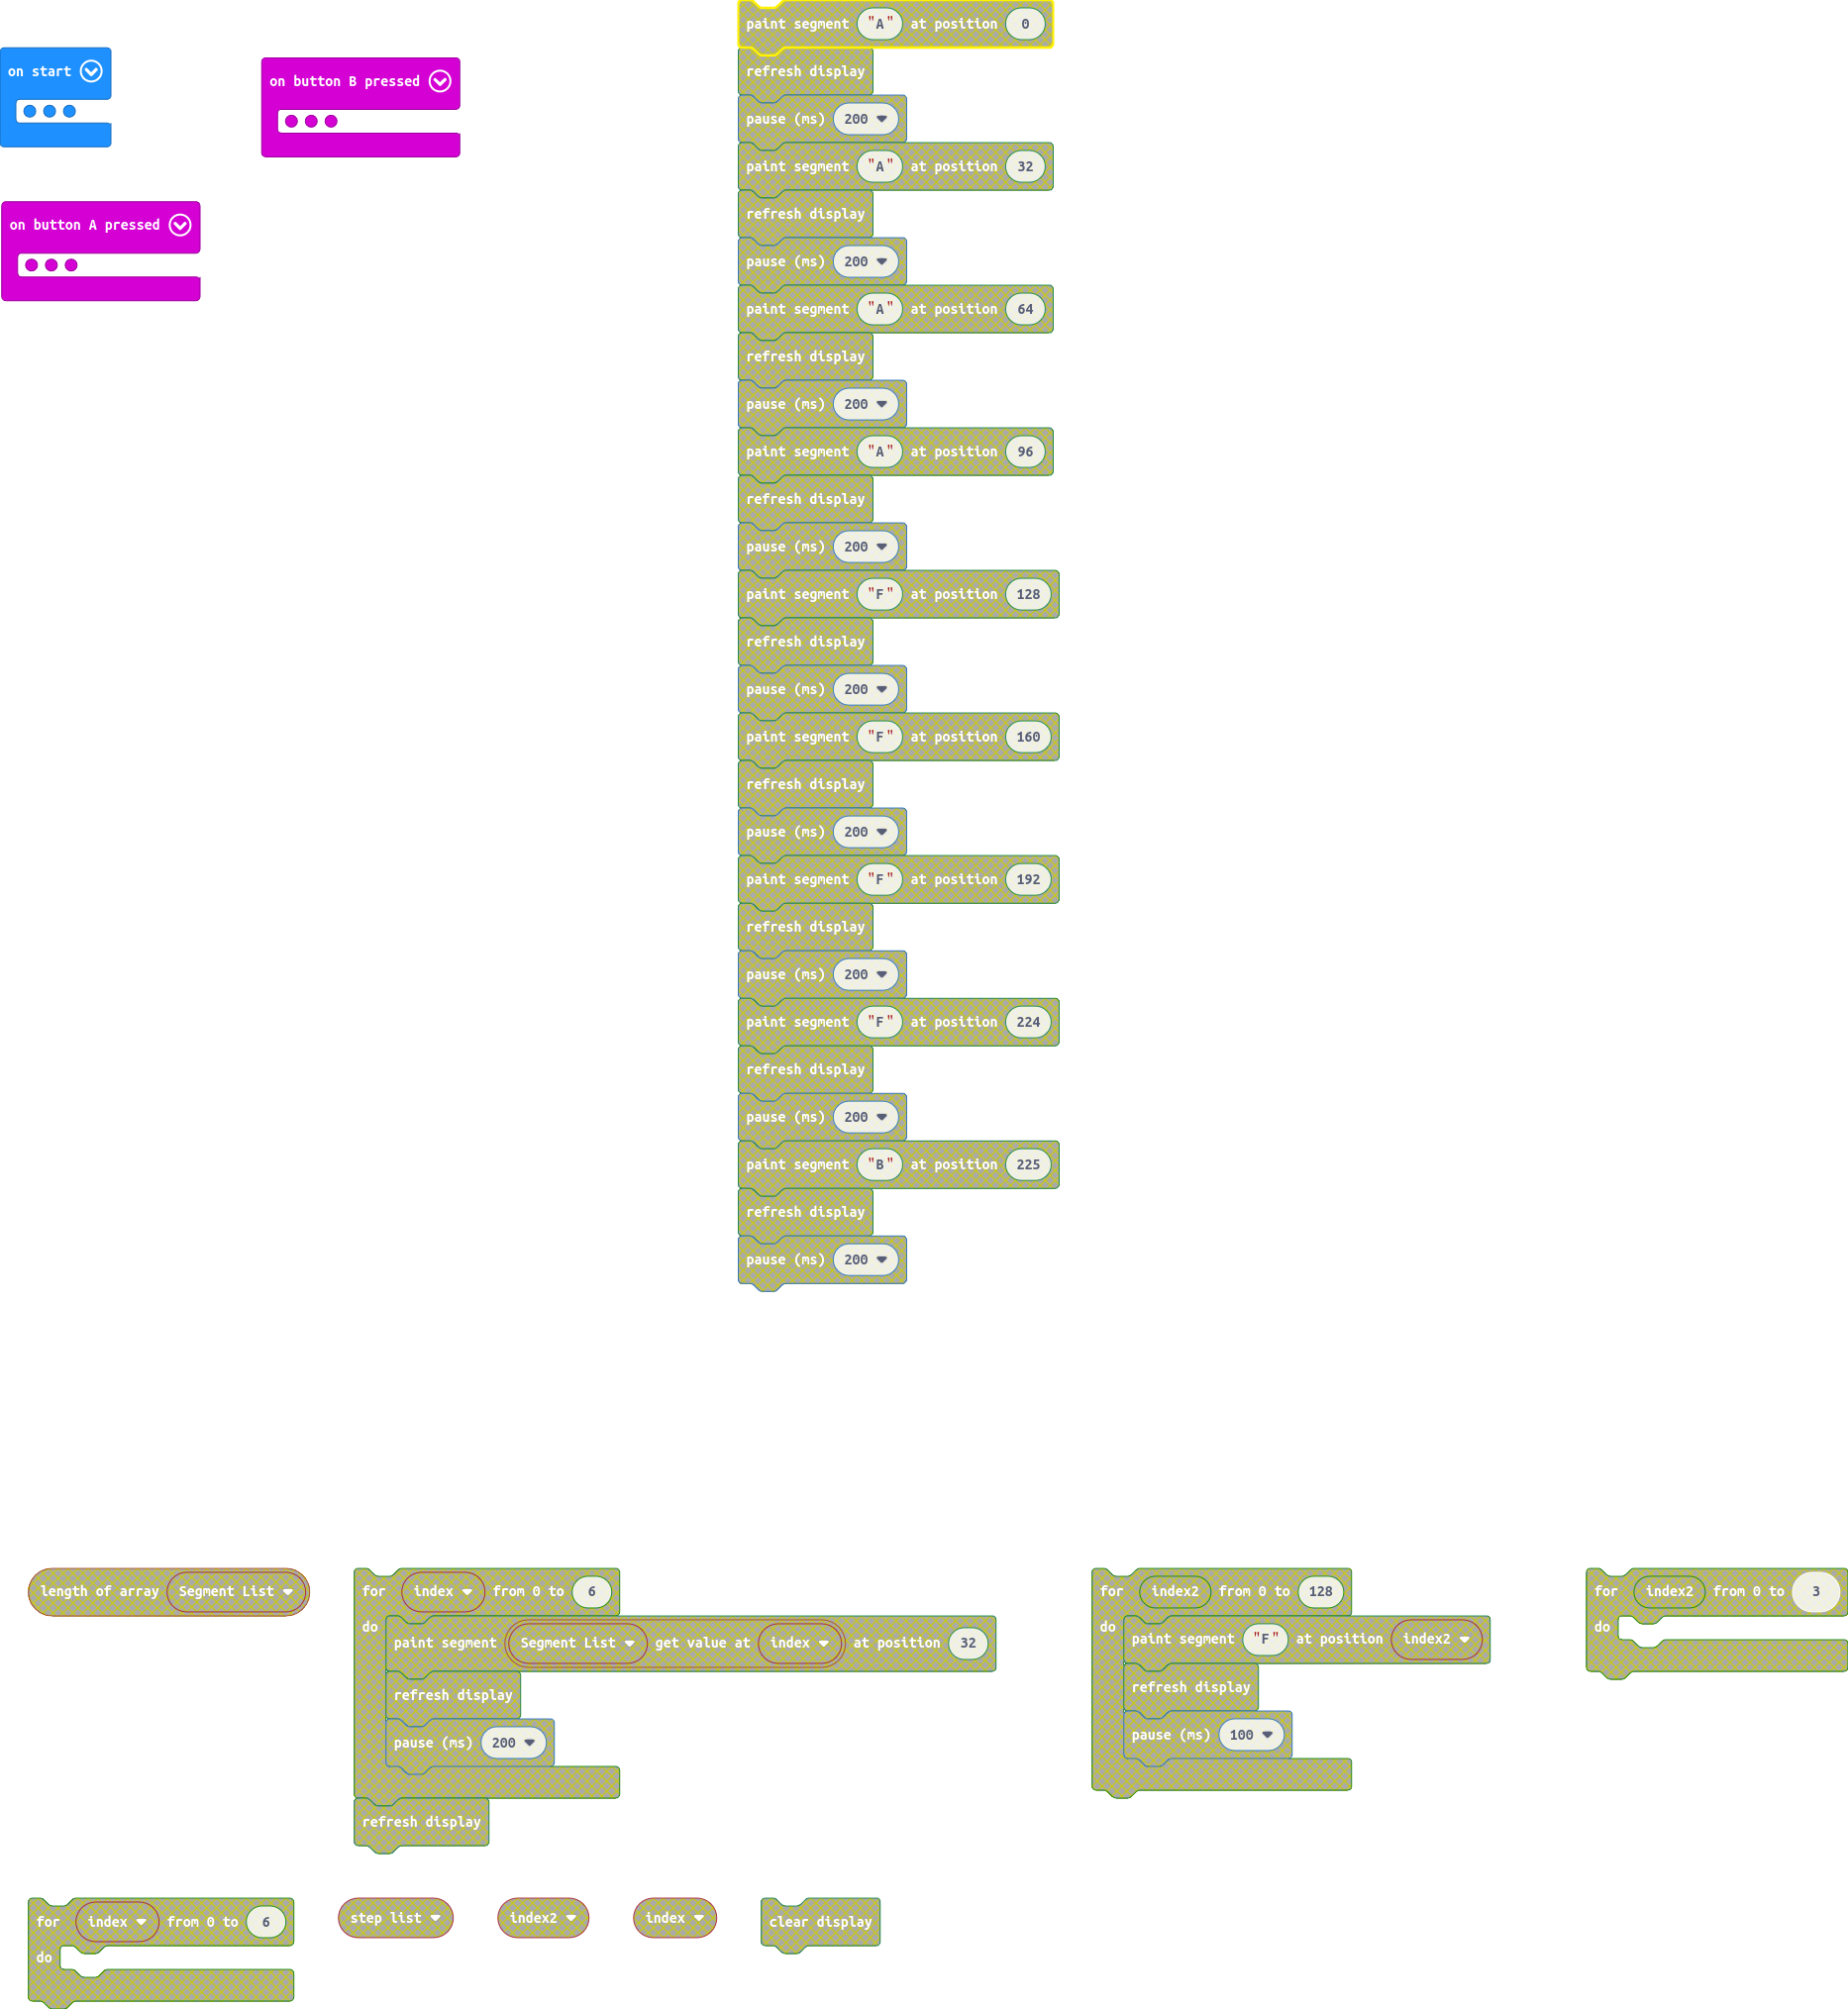 on start
on button B pressed
on button A pressed
paint segment "A" at position 0
refresh display
pause (ms) 200
paint segment "A" at position 32
refresh display
pause (ms) 200
paint segment "A" at position 64
refresh display
pause (ms) 200
paint segment "A" at position 96
refresh display
pause (ms) 200
paint segment "F" at position 128
refresh display
pause (ms) 200
paint segment "F" at position 160
refresh display
pause (ms) 200
paint segment "F" at position 192
refresh display
pause (ms) 200
paint segment "F" at position 224
refresh display
pause (ms) 200
paint segment "B" at position 225
refresh display
pause (ms) 200
length of array Segment List
for index from 0 to 6
do
paint segment Segment List get value at index at position 32
refresh display
pause (ms) 200
refresh display
for index2 from 0 to 128
do
paint segment "F" at position index2
refresh display
pause (ms) 100
for index2 from 0 to 3
do
for index from 0 to 6
do
step list
index2
index
clear display